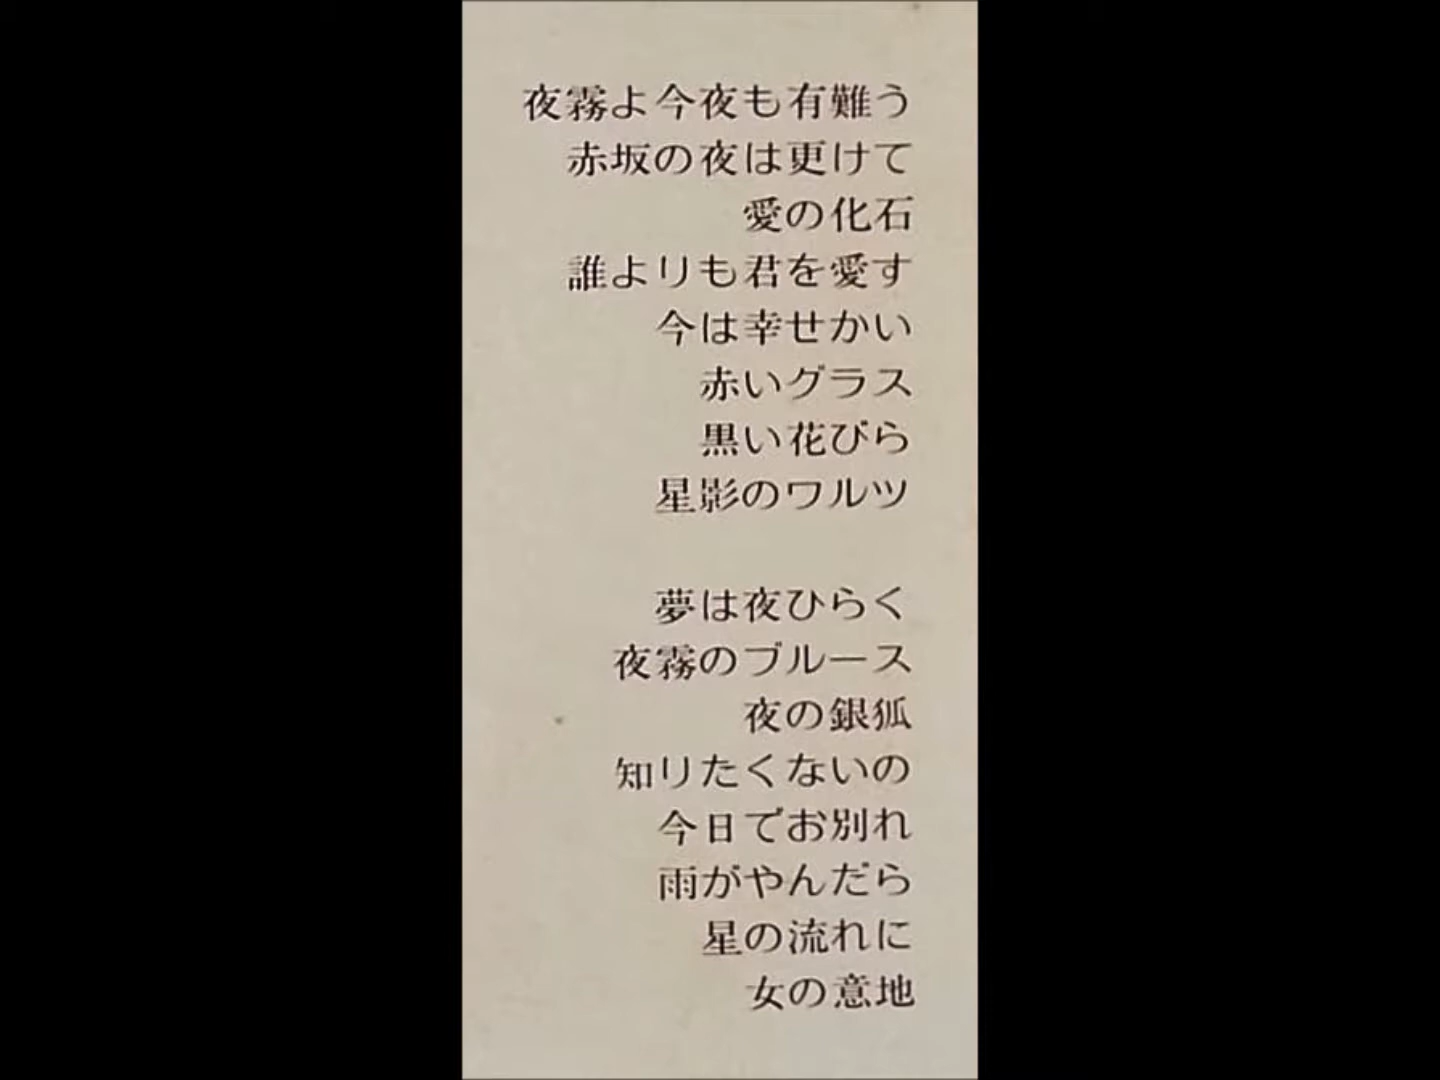 夜霧よ今夜も有難う
赤坂の夜は更けて
愛の化石
誰よりも君を愛す
今は幸せかい
赤いグラス
黒い花びら
星影のワルツ
夢は夜ひらく
夜霧のブルース
夜の銀狐
知りたくないの
今日でお別れ
雨がやんだら
星の流れに
女の意地